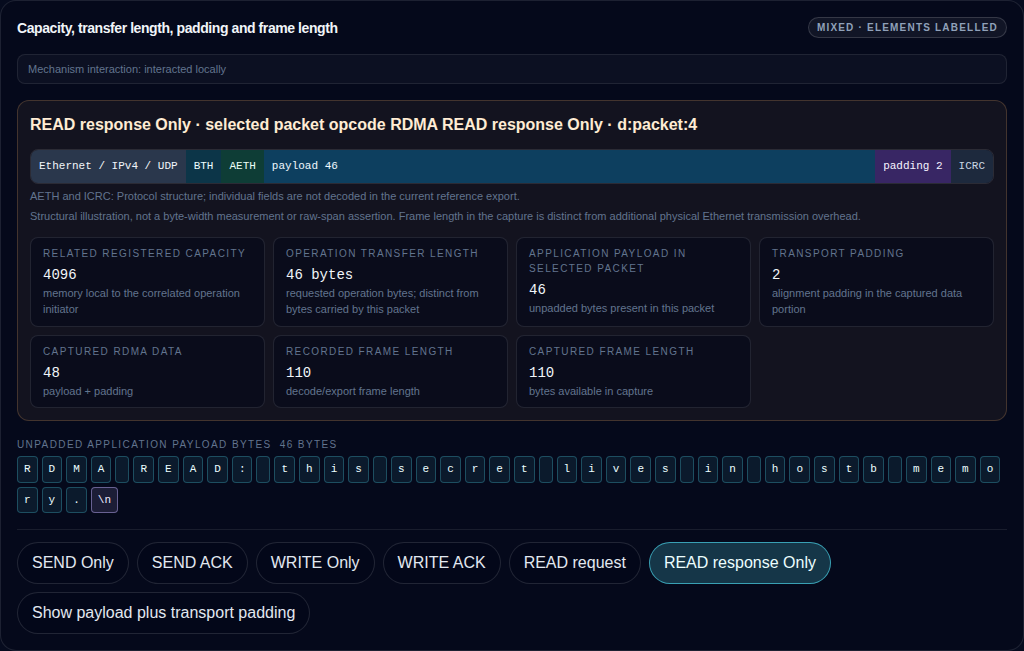 Capacity, transfer length, padding and frame length
MIXED · ELEMENTS LABELLED
Mechanism interaction: interacted locally
READ response Only · selected packet opcode RDMA READ response Only · d:packet:4
Ethernet / IPv4 / UDP BTH AETH payload 46 padding 2 ICRC
AETH and ICRC: Protocol structure; individual fields are not decoded in the current reference export.
Structural illustration, not a byte-width measurement or raw-span assertion. Frame length in the capture is distinct from additional physical Ethernet transmission overhead.
RELATED REGISTERED CAPACITY
4096
memory local to the correlated operation
initiator
OPERATION TRANSFER LENGTH
46 bytes
requested operation bytes; distinct from
bytes carried by this packet
APPLICATION PAYLOAD IN
SELECTED PACKET
46
unpadded bytes present in this packet
TRANSPORT PADDING
2
alignment padding in the captured data
portion
CAPTURED RDMA DATA
48
payload + padding
RECORDED FRAME LENGTH
110
decode/export frame length
CAPTURED FRAME LENGTH
110
bytes available in capture
UNPADDED APPLICATION PAYLOAD BYTES 46 BYTES
R D M A R E A D : t h i s s e c r e t l i v e s i n h o s t b m e m o
r y . \n
SEND Only
SEND ACK
WRITE Only
WRITE ACK
READ request
READ response Only
Show payload plus transport padding